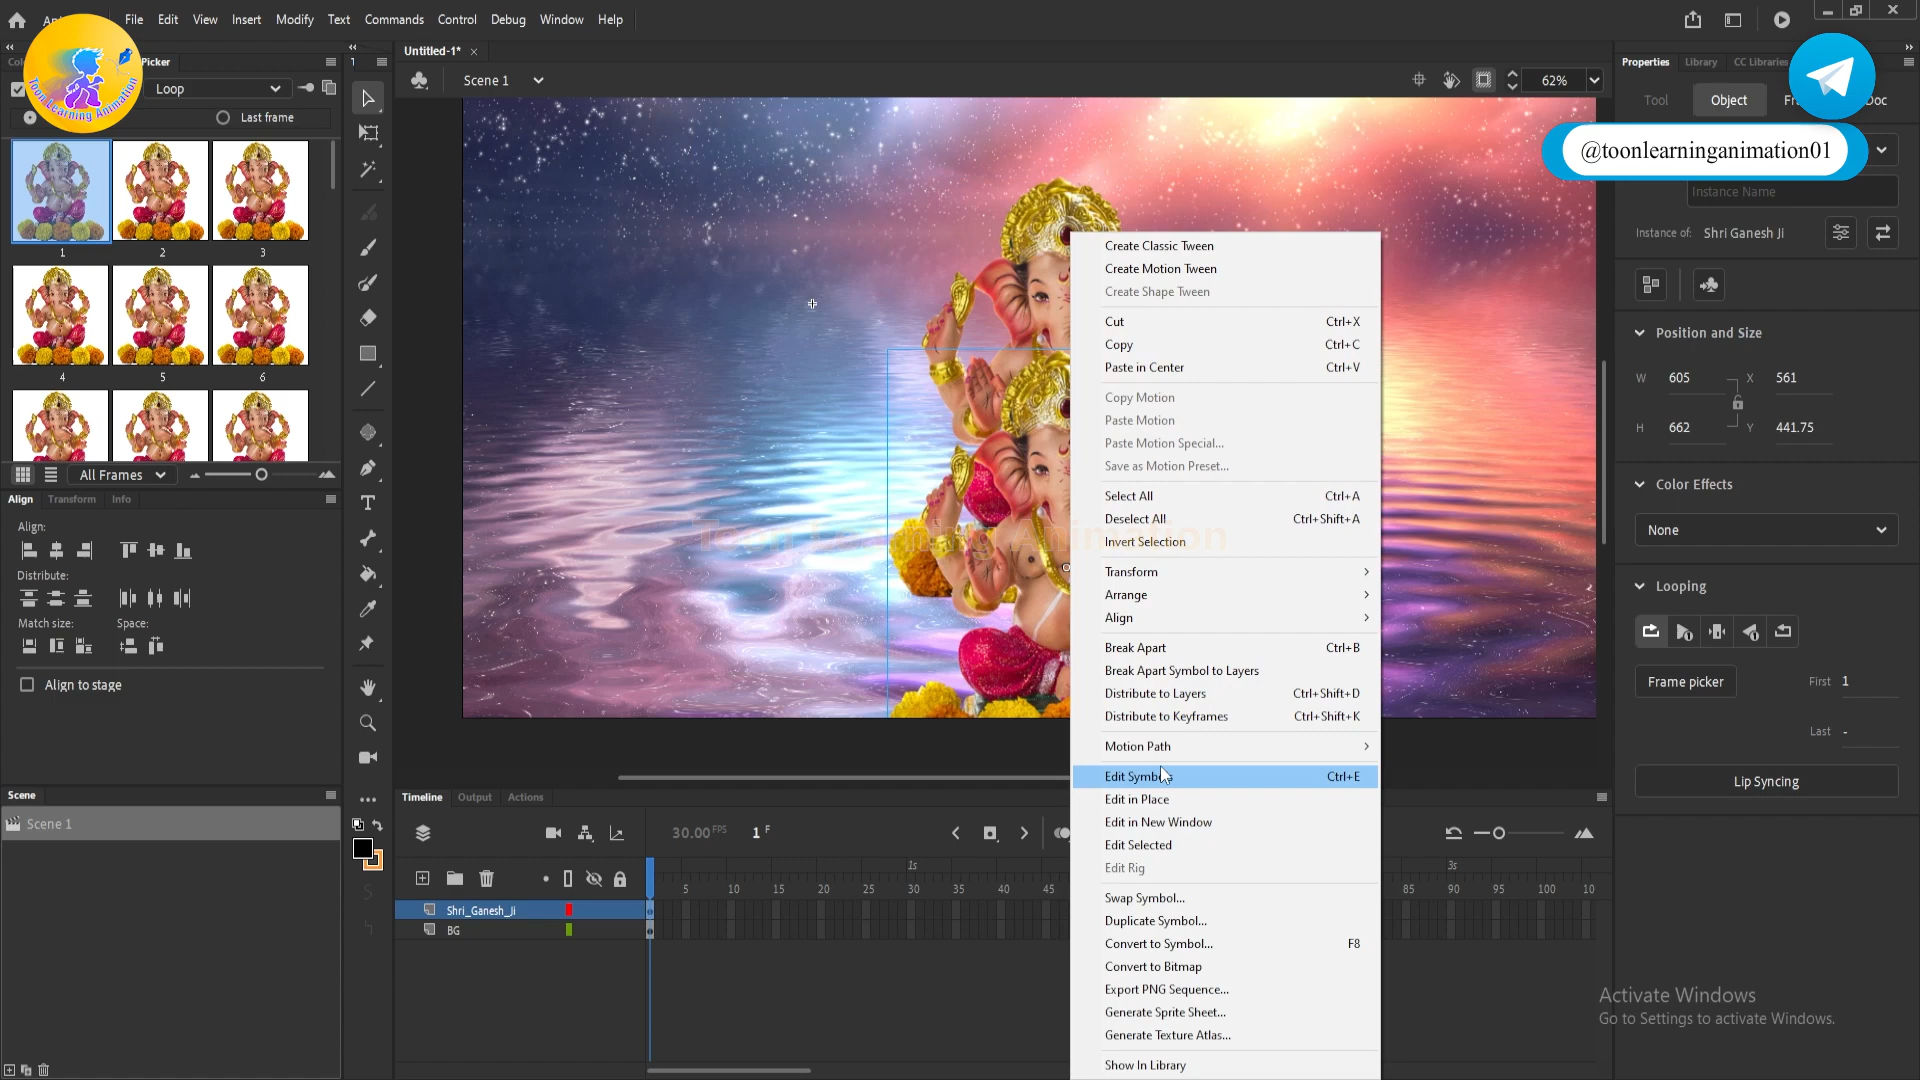 File Edit View Insert Modify Text Commands Control Debug Window Help
Toon Learning Animation
Picker
Loop
Last frame
1 2 3
4 5 6
All Frames
Align Transform Info
Align:
Distribute:
Match size: Space:
Align to stage
Scene
Scene 1
Untitled-1*
Scene 1
62%
Toon Learning Animation
Create Classic Tween
Create Motion Tween
Create Shape Tween
Cut Ctrl+X
Copy Ctrl+C
Paste in Center Ctrl+V
Copy Motion
Paste Motion
Paste Motion Special...
Save as Motion Preset...
Select All Ctrl+A
Deselect All Ctrl+Shift+A
Invert Selection
Transform
Arrange
Align
Break Apart Ctrl+B
Break Apart Symbol to Layers
Distribute to Layers Ctrl+Shift+D
Distribute to Keyframes Ctrl+Shift+K
Motion Path
Edit Symbols Ctrl+E
Edit in Place
Edit in New Window
Edit Selected
Edit Rig
Swap Symbol...
Duplicate Symbol...
Convert to Symbol... F8
Convert to Bitmap
Export PNG Sequence...
Generate Sprite Sheet...
Generate Texture Atlas...
Show In Library
Timeline Output Actions
30.00 FPS 1 F
1s 3s
5 10 15 20 25 30 35 40 45 85 90 95 100 10
Shri_Ganesh_Ji
BG
Properties Library CC Libraries
Tool Object Doc
@toonlearninganimation01
Instance Name
Instance of: Shri Ganesh Ji
Position and Size
W 605 X 561
H 662 Y 441.75
Color Effects
None
Looping
Frame picker First 1
Last -
Lip Syncing
Activate Windows
Go to Settings to activate Windows.